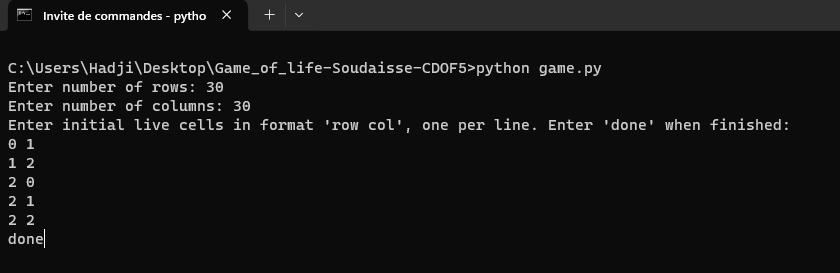 Invite de commandes - pytho
C:\Users\Hadji\Desktop\Game_of_life-Soudaisse-CDOF5>python game.py
Enter number of rows: 30
Enter number of columns: 30
Enter initial live cells in format 'row col', one per line. Enter 'done' when finished:
0 1
1 2
2 0
2 1
2 2
done